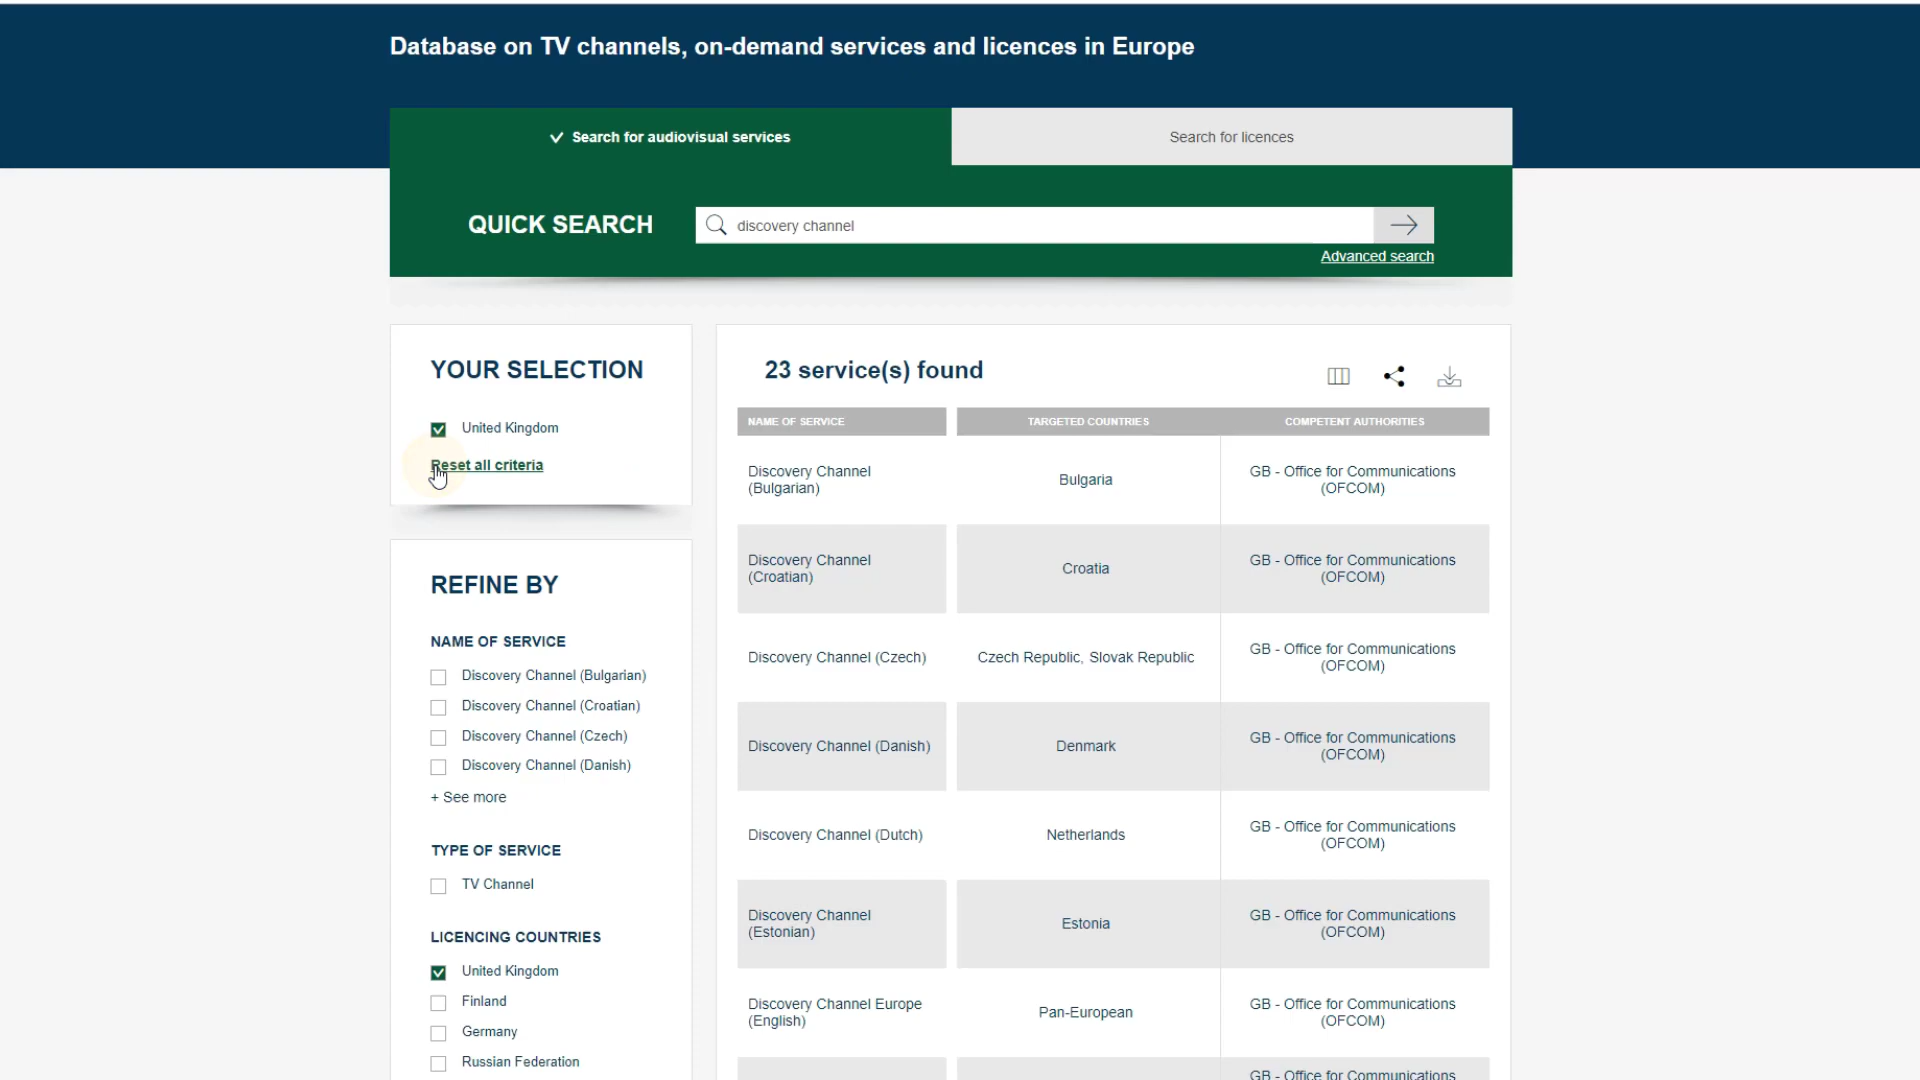 Database on TV channels, on-demand services and licences in Europe
Search for audiovisual services
Search for licences
QUICK SEARCH
discovery channel
Advanced search
YOUR SELECTION
United Kingdom
Reset all criteria
REFINE BY
NAME OF SERVICE
Discovery Channel (Bulgarian)
Discovery Channel (Croatian)
Discovery Channel (Czech)
Discovery Channel (Danish)
+ See more
TYPE OF SERVICE
TV Channel
LICENCING COUNTRIES
United Kingdom
Finland
Germany
Russian Federation
23 service(s) found
NAME OF SERVICE TARGETED COUNTRIES COMPETENT AUTHORITIES
Discovery Channel
(Bulgarian)
Bulgaria
GB - Office for Communications
(OFCOM)
Discovery Channel
(Croatian)
Croatia
GB - Office for Communications
(OFCOM)
Discovery Channel (Czech)
Czech Republic, Slovak Republic
GB - Office for Communications
(OFCOM)
Discovery Channel (Danish)
Denmark
GB - Office for Communications
(OFCOM)
Discovery Channel (Dutch)
Netherlands
GB - Office for Communications
(OFCOM)
Discovery Channel
(Estonian)
Estonia
GB - Office for Communications
(OFCOM)
Discovery Channel Europe
(English)
Pan-European
GB - Office for Communications
(OFCOM)
GB - Office for Communications